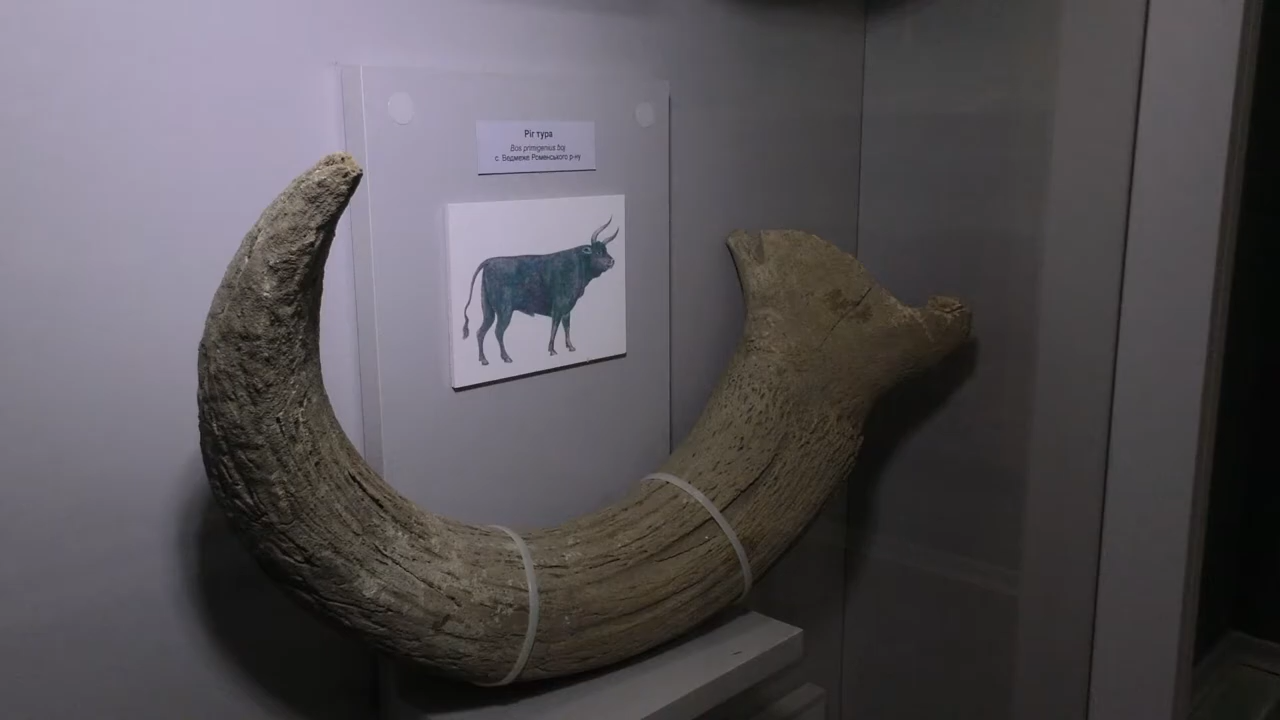 Ріг тура
Bos primigenius boj
с. Бедмеже Роменського р-ну